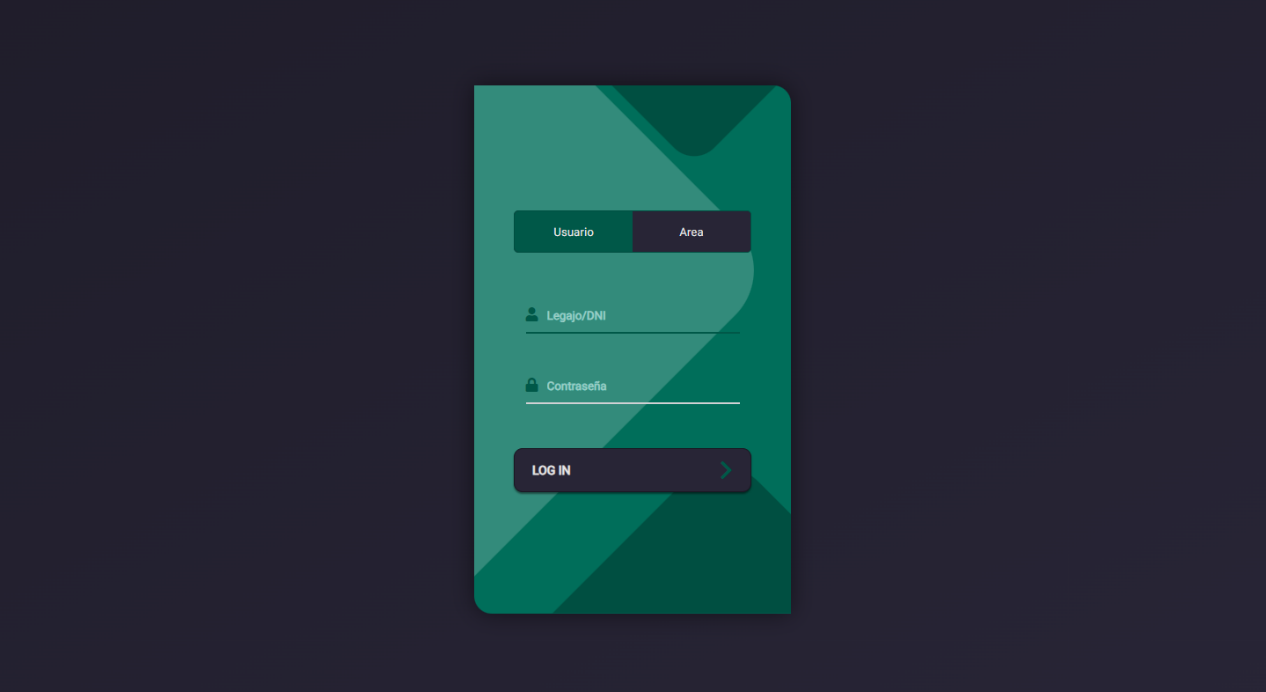 Usuario Area
Legajo/DNI
Contraseña
LOG IN